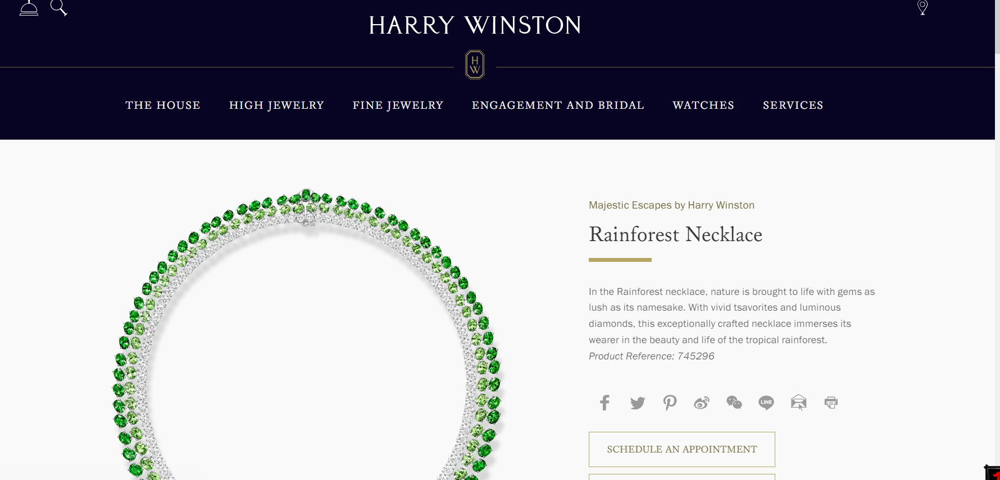 HARRY WINSTON
H
W
THE HOUSE
HIGH JEWELRY
FINE JEWELRY
ENGAGEMENT AND BRIDAL
WATCHES
SERVICES
Majestic Escapes by Harry Winston
Rainforest Necklace
In the Rainforest necklace, nature is brought to life with gems as
lush as its namesake. With vivid tsavorites and luminous
diamonds, this exceptionally crafted necklace immerses its
wearer in the beauty and life of the tropical rainforest.
Product Reference: 745296
LINE
SCHEDULE AN APPOINTMENT